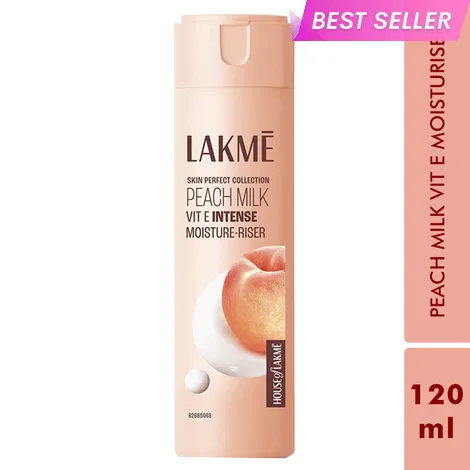 BEST SELLER
LAKMĒ
SKIN PERFECT COLLECTION
PEACH MILK
VIT E INTENSE
MOISTURE-RISER
HOUSE of LAKMĒ
62685069
PEACH MILK VIT E MOISTURISE
120
ml